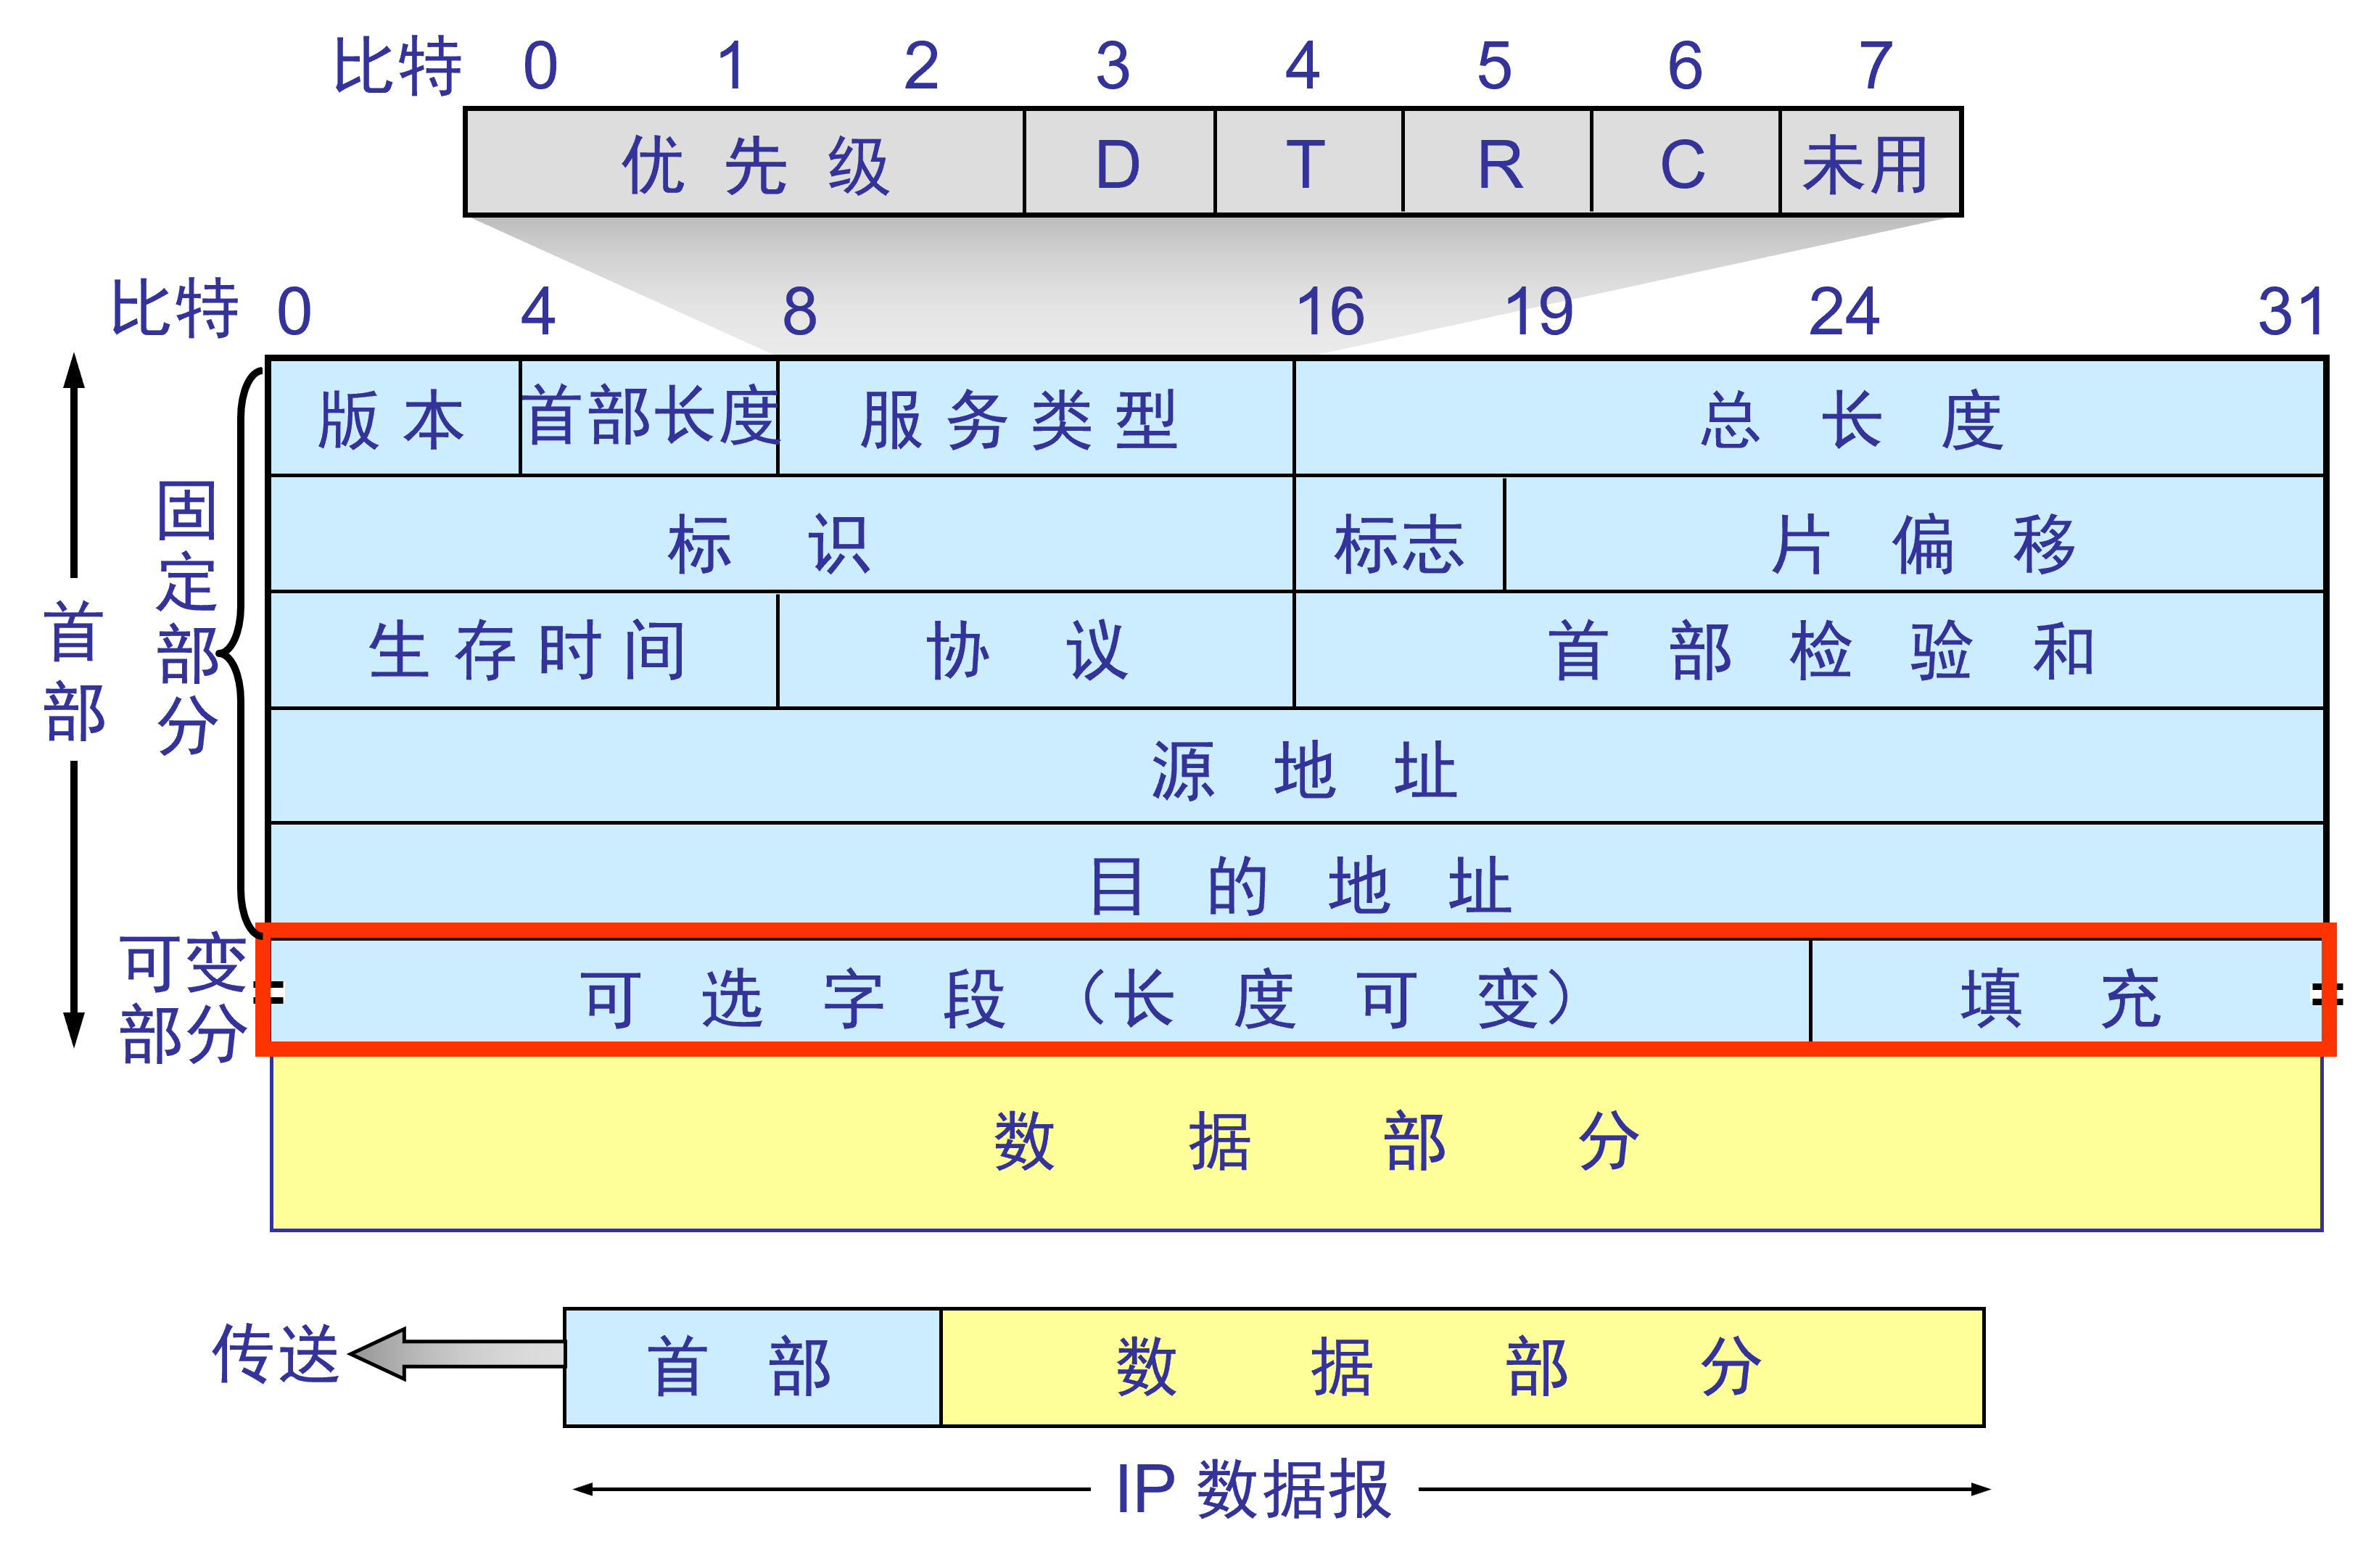 比特 0 1 2 3 4 5 6 7
优先级 D T R C 未用
比特 0 4 8 16 19 24 31
版本 首部长度 服务类型 总长度
标识 标志 片偏移
生存时间 协议 首部检验和
源地址
目的地址
可选字段（长度可变） 填充
数据部分
首部
固定部分
可变
部分
传送 首部 数据部分
IP 数据报